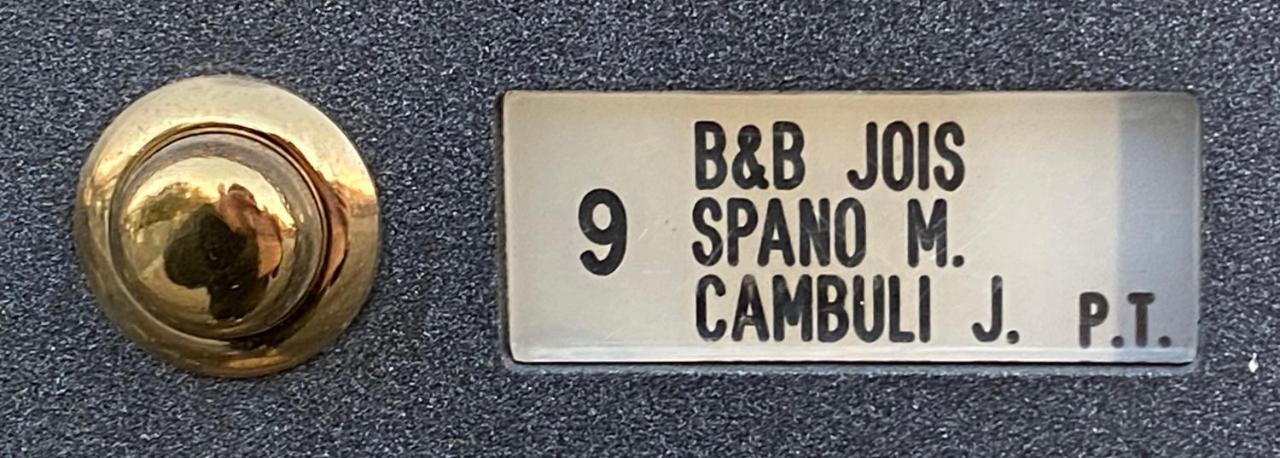 9
B&B JOIS
SPANO M.
CAMBULI J. P.T.